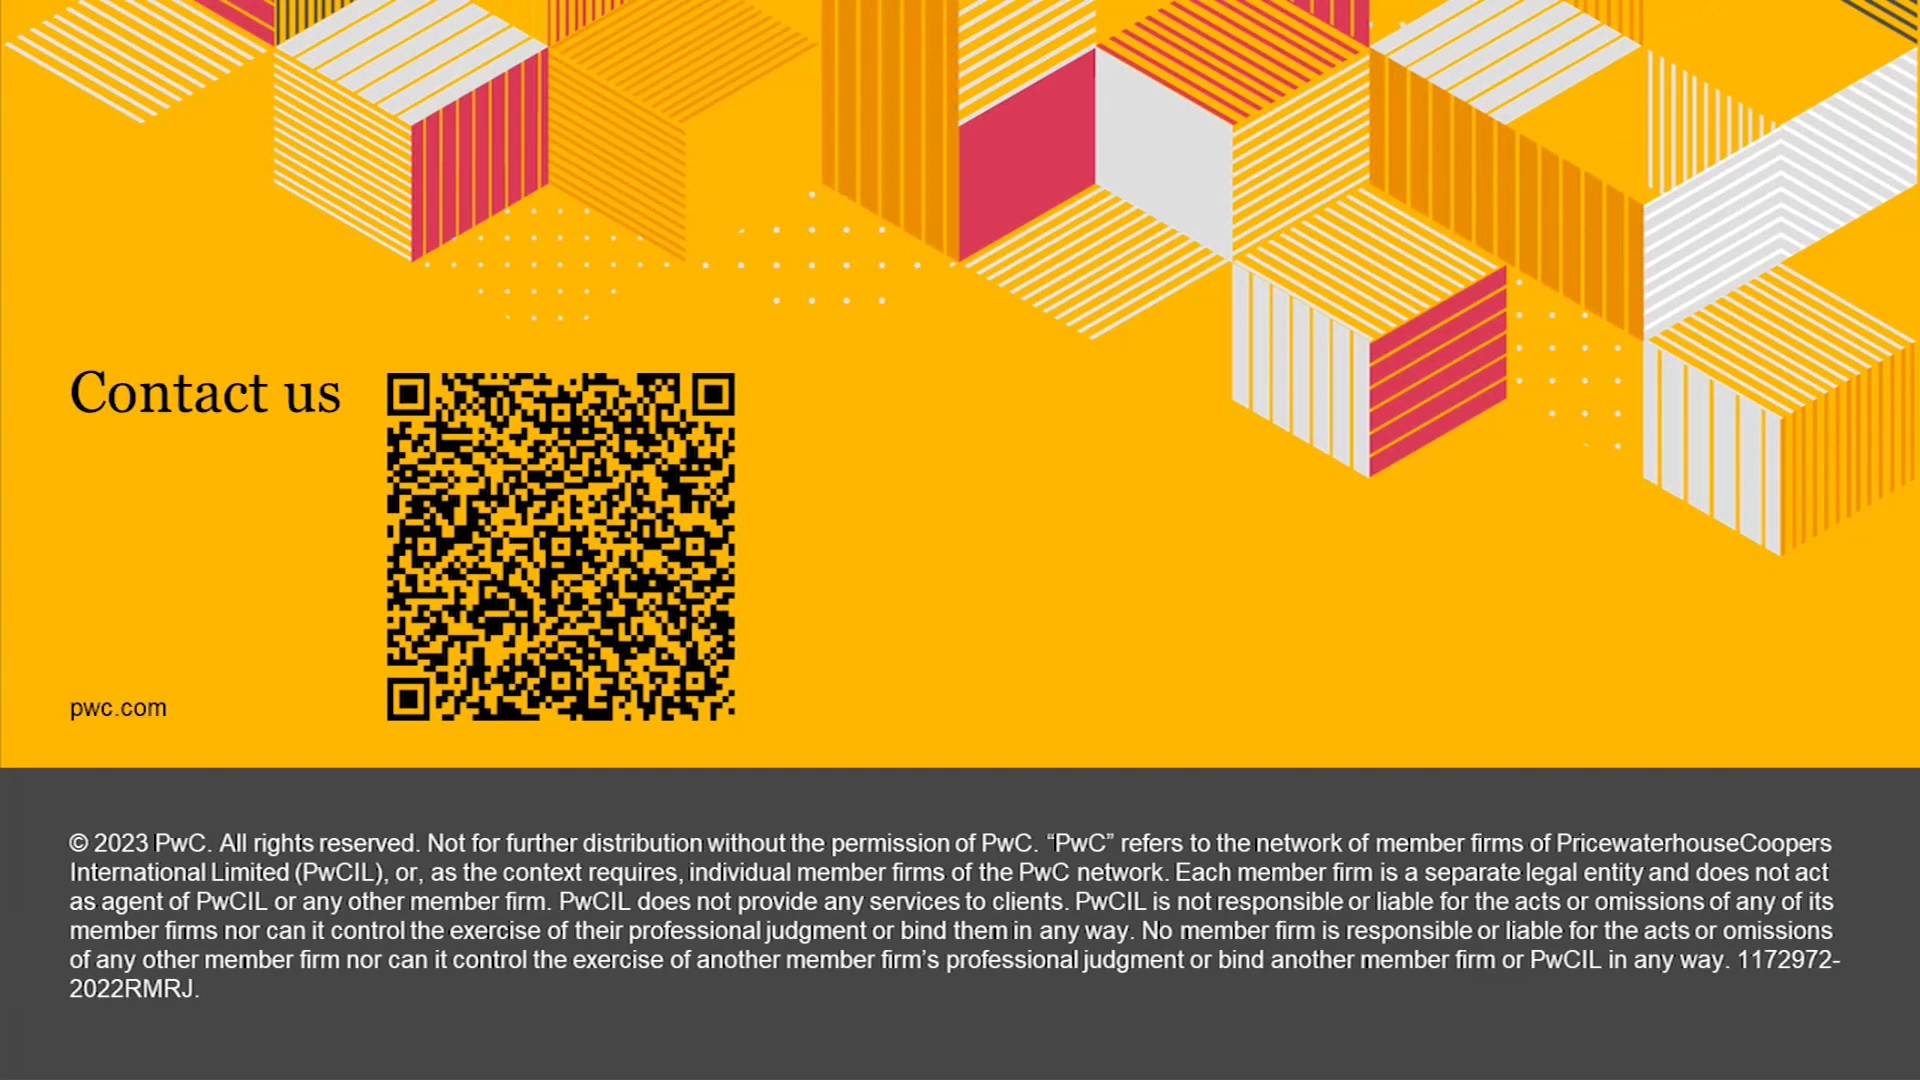 Contact us
pwc.com
© 2023 PwC. All rights reserved. Not for further distribution without the permission of PwC. “PwC” refers to the network of member firms of PricewaterhouseCoopers
International Limited (PwCIL), or, as the context requires, individual member firms of the PwC network. Each member firm is a separate legal entity and does not act
as agent of PwCIL or any other member firm. PwCIL does not provide any services to clients. PwCIL is not responsible or liable for the acts or omissions of any of its
member firms nor can it control the exercise of their professional judgment or bind them in any way. No member firm is responsible or liable for the acts or omissions
of any other member firm nor can it control the exercise of another member firm’s professional judgment or bind another member firm or PwCIL in any way. 1172972-
2022RMRJ.